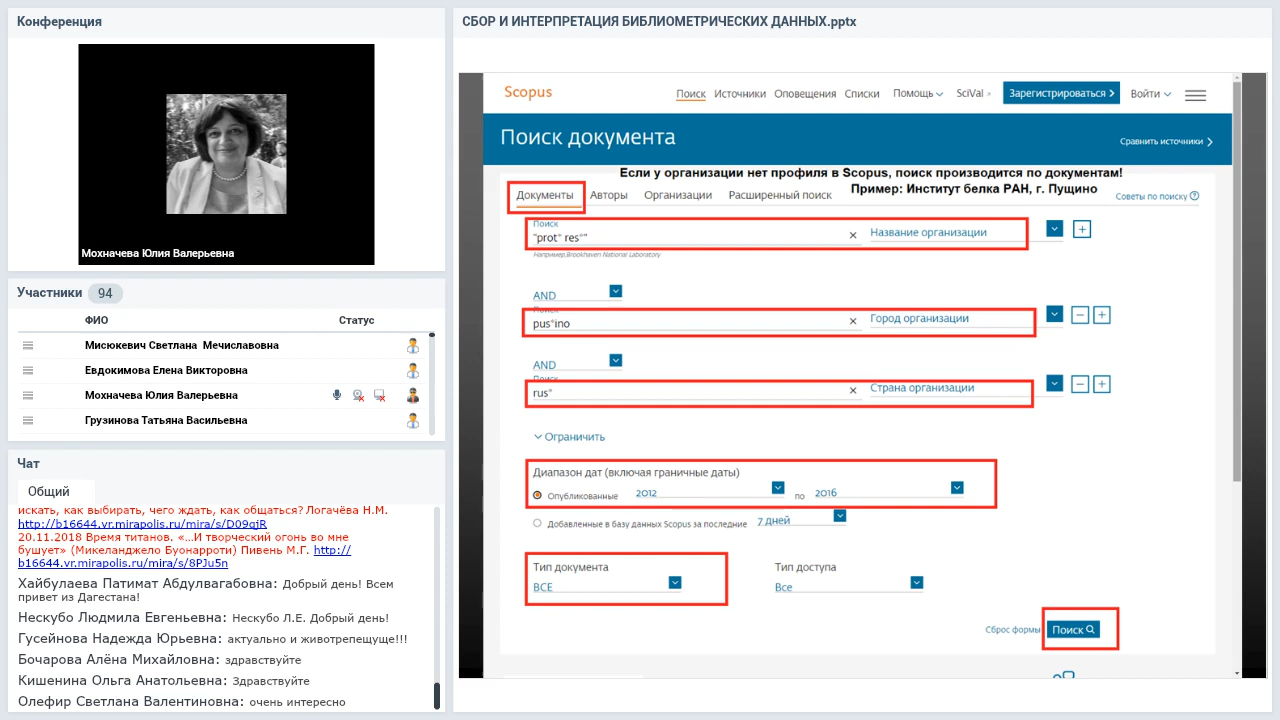 Конференция
Мохначева Юлия Валерьевна
Участники 94
ФИО Статус
Мисюкевич Светлана Мечиславовна
Евдокимова Елена Викторовна
Мохначева Юлия Валерьевна
Грузинова Татьяна Васильевна
Чат
Общий
искать, как выбирать, чего ждать, как общаться? Логачёва Н.М.
http://b16644.vr.mirapolis.ru/mira/s/D09qjR
20.11.2018 Время титанов. «...И творческий огонь во мне
бушует» (Микеланджело Буонарроти) Пивень М.Г. http://
b16644.vr.mirapolis.ru/mira/s/8PJu5n
Хайбулаева Патимат Абдулвагабовна: Добрый день! Всем
привет из Дагестана!
Нескубо Людмила Евгеньевна: Нескубо Л.Е. Добрый день!
Гусейнова Надежда Юрьевна: актуально и животрепещуще!!!
Бочарова Алёна Михайловна: здравствуйте
Кишенина Ольга Анатольевна: Здравствуйте
Олефир Светлана Валентиновна: очень интересно
СБОР И ИНТЕРПРЕТАЦИЯ БИБЛИОМЕТРИЧЕСКИХ ДАННЫХ.pptx
Scopus Поиск Источники Оповещения Списки Помощь SciVal Зарегистрироваться Войти
Поиск документа
Сравнить источники
Если у организации нет профиля в Scopus, поиск производится по документам!
Пример: Институт белка РАН, г. Пущино
Документы Авторы Организации Расширенный поиск
Советы по поиску
Поиск
"prot* res*" Название организации
Например,Brookhaven National Laboratory
AND
Поиск
pus*ino Город организации
AND
Поиск
rus* Страна организации
Ограничить
Диапазон дат (включая граничные даты)
Опубликованные 2012 по 2016
Добавленные в базу данных Scopus за последние 7 дней
Тип документа Тип доступа
ВСЕ Все
Сброс формы Поиск